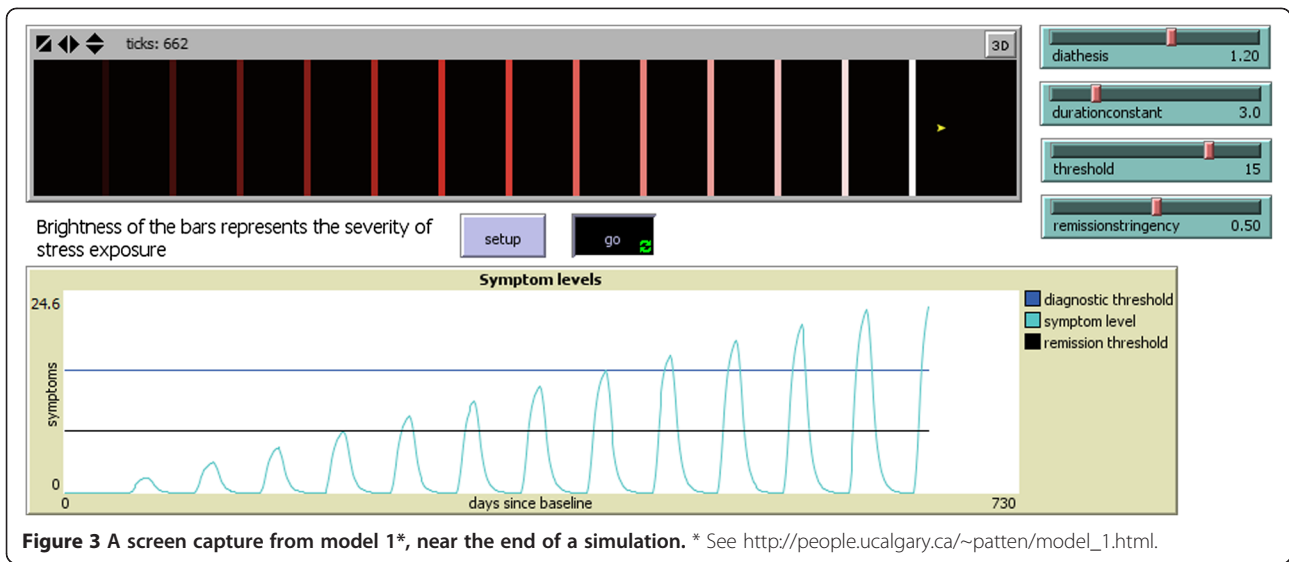 ticks: 662
3D
diathesis 1.20
durationconstant 3.0
threshold 15
remissionstringency 0.50
Brightness of the bars represents the severity of
stress exposure
setup
go
Symptom levels
24.6
symptoms
0
0
days since baseline
730
diagnostic threshold
symptom level
remission threshold
Figure 3 A screen capture from model 1*, near the end of a simulation. * See http://people.ucalgary.ca/~patten/model_1.html.